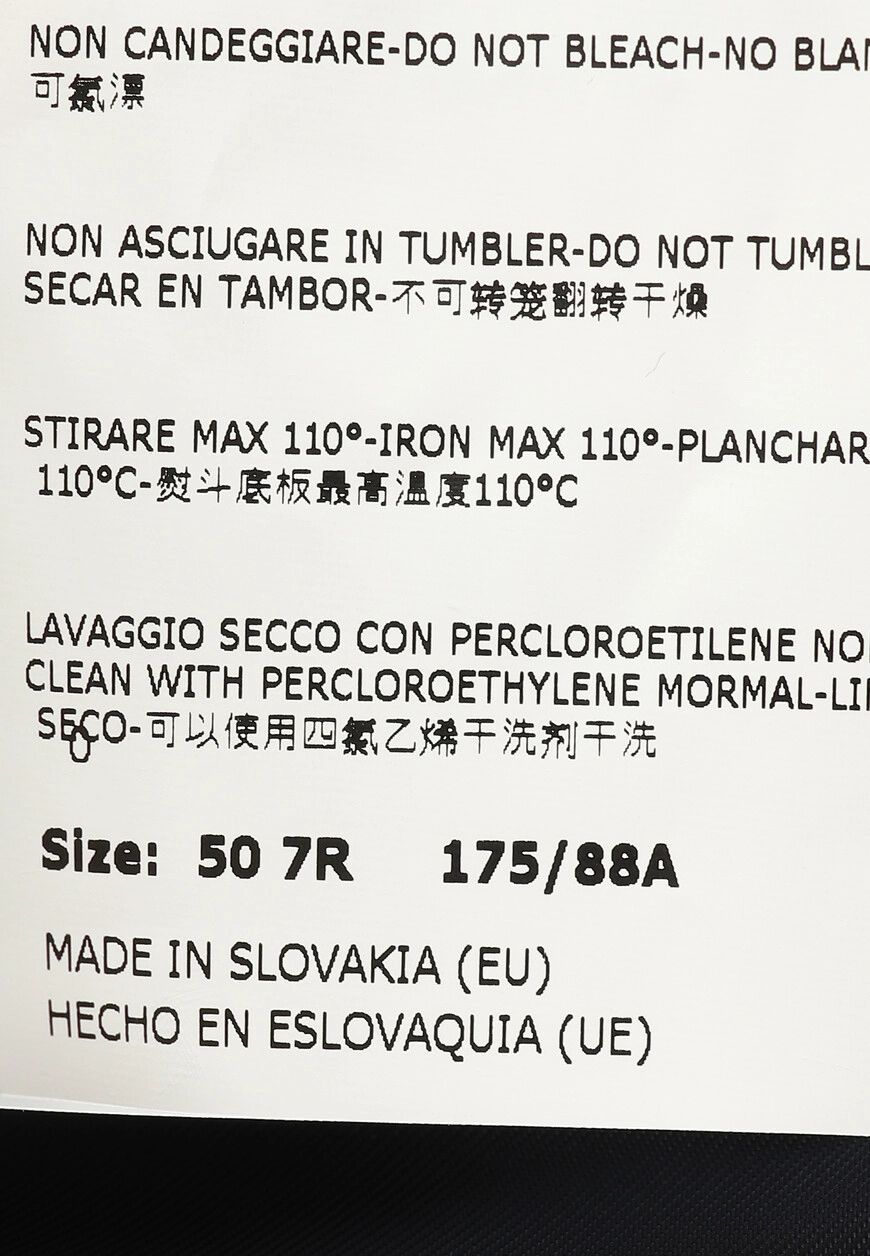 NON CANDEGGIARE-DO NOT BLEACH-NO
可氯漂
NON ASCIUGARE IN TUMBLER-DO NOT
SECAR EN TAMBOR-不可转笼翻转干燥
STIRARE MAX 110°-IRON MAX 110°-PLANCHAR
110°C-熨斗底板最高温度110°C
LAVAGGIO SECCO CON PERCLOROETILENE
CLEAN WITH PERCLOROETHYLENE MORMAL-
SECO-可以使用四氯乙烯干洗剂干洗
Size: 50 7R 175/88A
MADE IN SLOVAKIA (EU)
HECHO EN ESLOVAQUIA (UE)